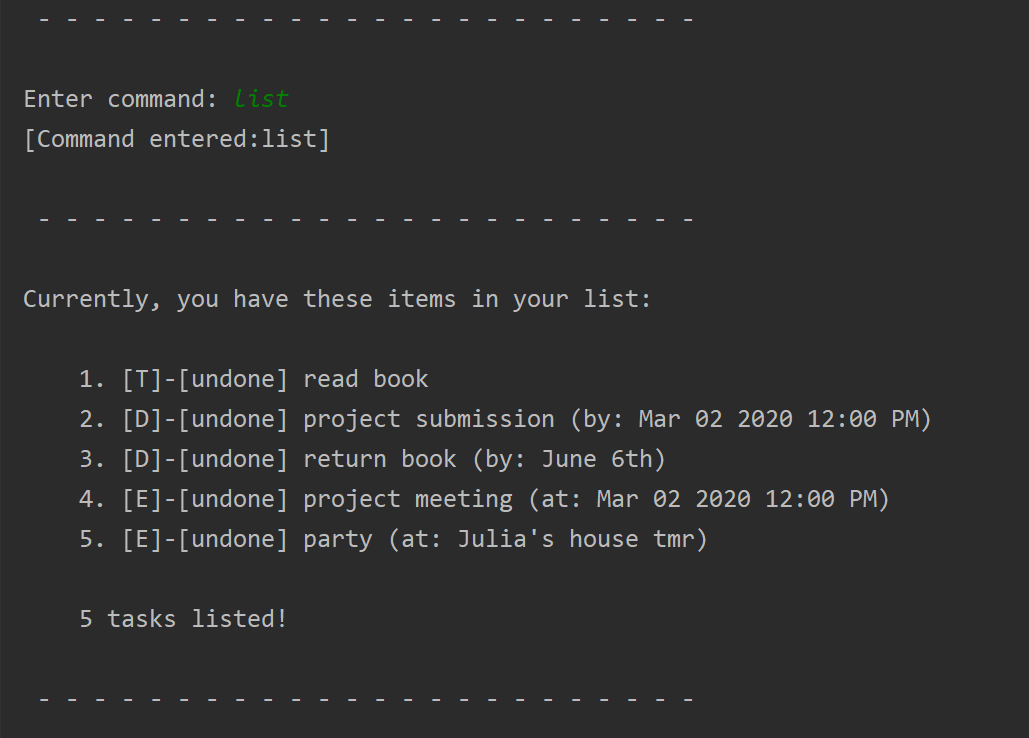 - - - - - - - - - - - - - - - - - - - - - - - -
Enter command: list
[Command entered:list]
- - - - - - - - - - - - - - - - - - - - - - - -
Currently, you have these items in your list:
1. [T]-[undone] read book
2. [D]-[undone] project submission (by: Mar 02 2020 12:00 PM)
3. [D]-[undone] return book (by: June 6th)
4. [E]-[undone] project meeting (at: Mar 02 2020 12:00 PM)
5. [E]-[undone] party (at: Julia's house tmr)
5 tasks listed!
- - - - - - - - - - - - - - - - - - - - - - - -